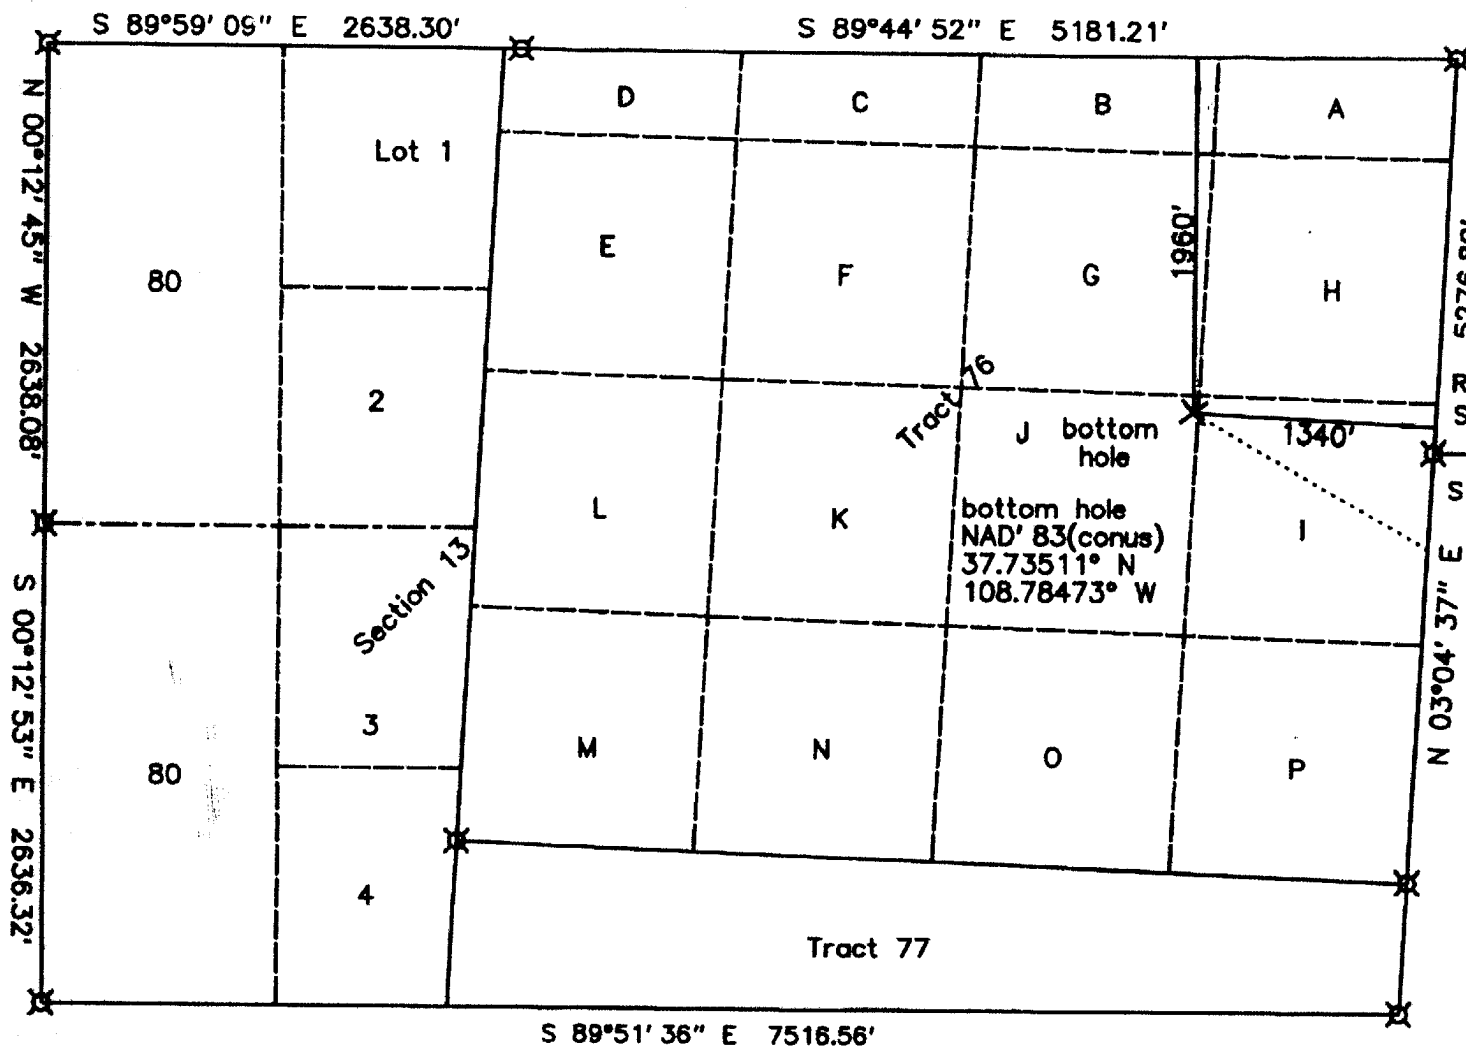 S 89°59' 09" E 2638.30'
S 89°44' 52" E 5181.21'
N 00°12' 45" W 2638.08'
S 00°12' 53" E 2636.32'
D
C
B
A
Lot 1
80
E
F
G
H
1960'
2
Tract 76
J bottom
hole
1340'
L
K
bottom hole
NAD' 83(conus)
37.73511° N
108.78473° W
I
R
S
S
E
N 03°04' 37"
Section 13
3
80
M
N
O
P
4
Tract 77
S 89°51' 36" E 7516.56'